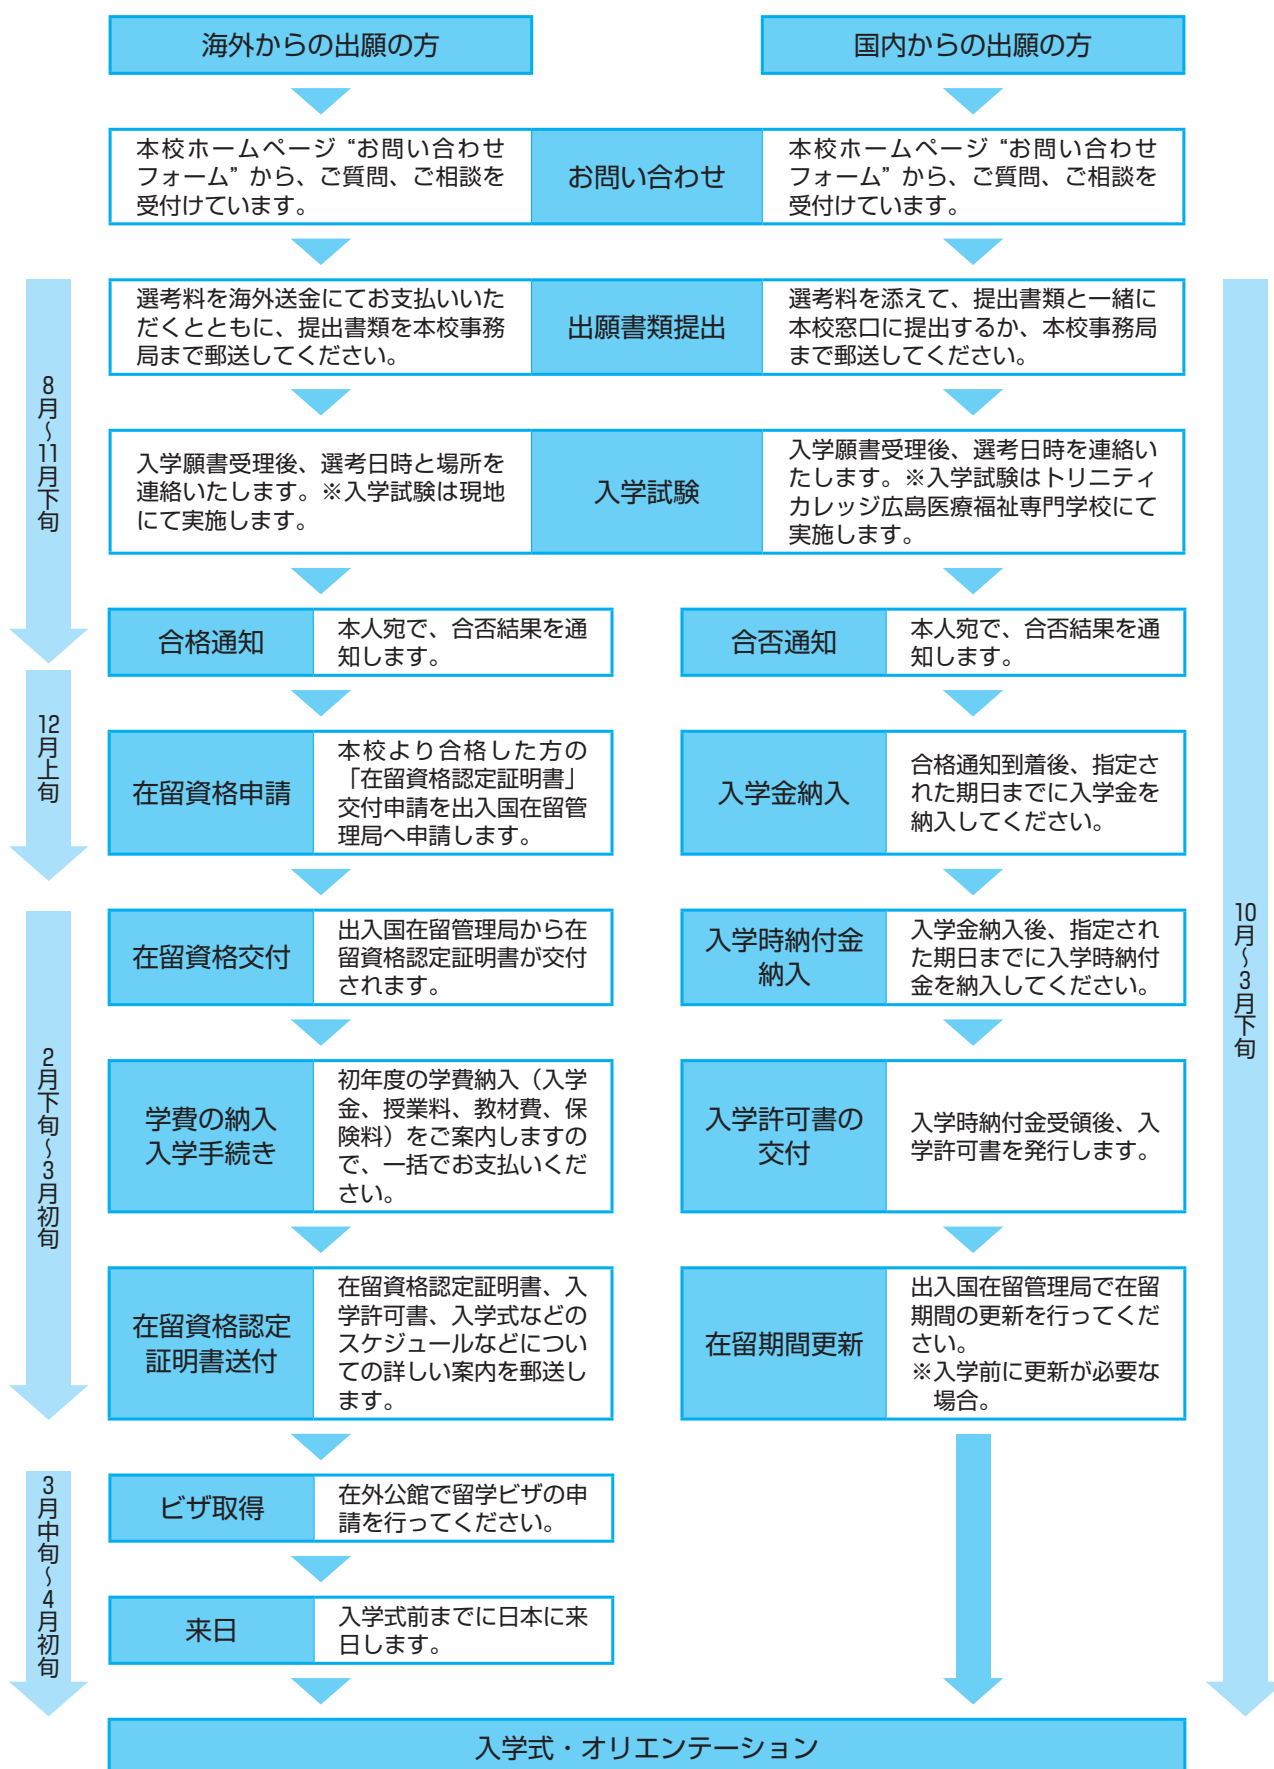 海外からの出願の方
国内からの出願の方
本校ホームページ “お問い合わせ
フォーム” から、ご質問、ご相談を
受付けています。
お問い合わせ
本校ホームページ “お問い合わせ
フォーム” から、ご質問、ご相談を
受付けています。
選考料を海外送金にてお支払いいた
だくとともに、提出書類を本校事務
局まで郵送してください。
出願書類提出
選考料を添えて、提出書類と一緒に
本校窓口に提出するか、本校事務局
まで郵送してください。
8月〜11月下旬
入学願書受理後、選考日時と場所を
連絡いたします。※入学試験は現地
にて実施します。
入学試験
入学願書受理後、選考日時を連絡い
たします。※入学試験はトリニティ
カレッジ広島医療福祉専門学校にて
実施します。
合格通知
本人宛で、合否結果を通
知します。
合否通知
本人宛で、合否結果を通
知します。
12月上旬
在留資格申請
本校より合格した方の
「在留資格認定証明書」
交付申請を出入国在留管
理局へ申請します。
入学金納入
合格通知到着後、指定さ
れた期日までに入学金を
納入してください。
在留資格交付
出入国在留管理局から在
留資格認定証明書が交付
されます。
入学時納付金
納入
入学金納入後、指定され
た期日までに入学時納付
金を納入してください。
10月〜3月下旬
2月下旬〜3月初旬
学費の納入
入学手続き
初年度の学費納入（入学
金、授業料、教材費、保
険料）をご案内しますの
で、一括でお支払いくだ
さい。
入学許可書の
交付
入学時納付金受領後、入
学許可書を発行します。
在留資格認定
証明書送付
在留資格認定証明書、入
学許可書、入学式などの
スケジュールなどについ
ての詳しい案内を郵送し
ます。
在留期間更新
出入国在留管理局で在留
期間の更新を行ってくだ
さい。
※入学前に更新が必要な
場合。
3月中旬〜4月初旬
ビザ取得
在外公館で留学ビザの申
請を行ってください。
来日
入学式前までに日本に来
日します。
入学式・オリエンテーション